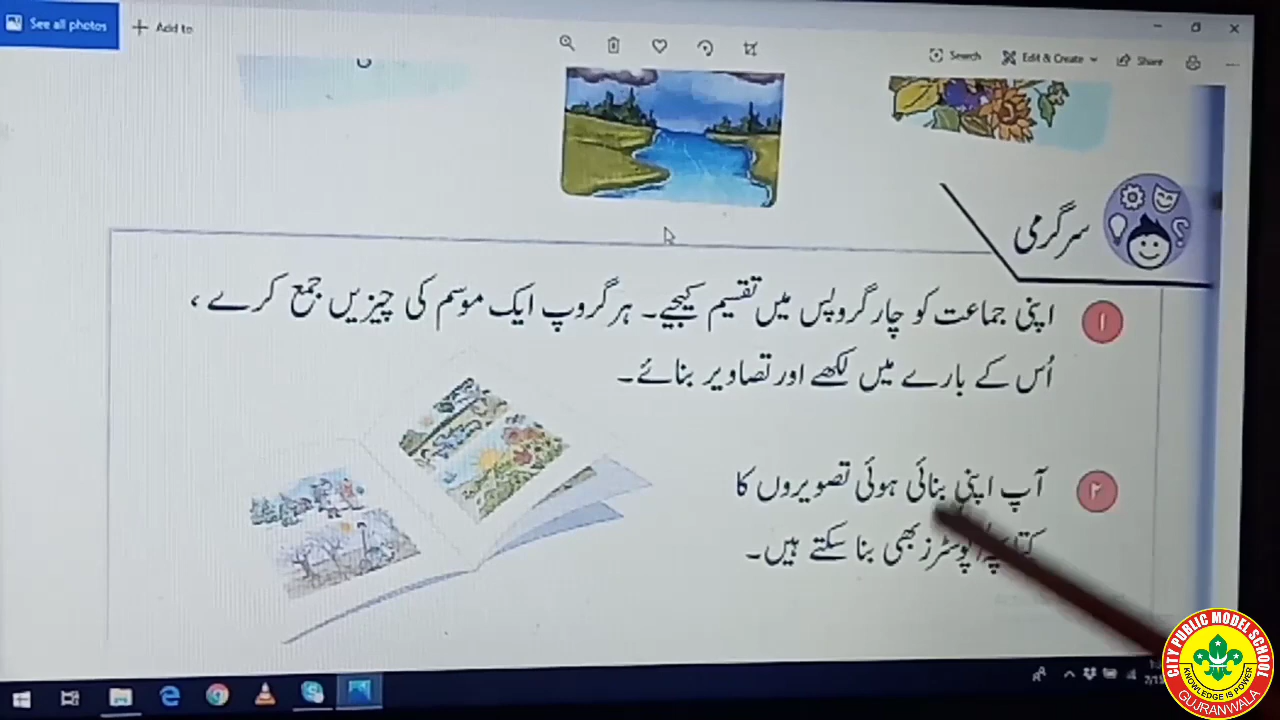 See all photos
Add to
Search
Edit & Create
Share
سرگرمی
۱
اپنی جماعت کو چار گروپس میں تقسیم کیجیے۔ ہر گروپ ایک موسم کی چیزیں جمع کرے ،
اُس کے بارے میں لکھے اور تصاویر بنائے۔
۲
آپ اپنی بنائی ہوئی تصویروں کا
پوسٹرز بھی بنا سکتے ہیں۔
CITY PUBLIC MODEL SCHOOL
KNOWLEDGE IS POWER
GUJRANWALA